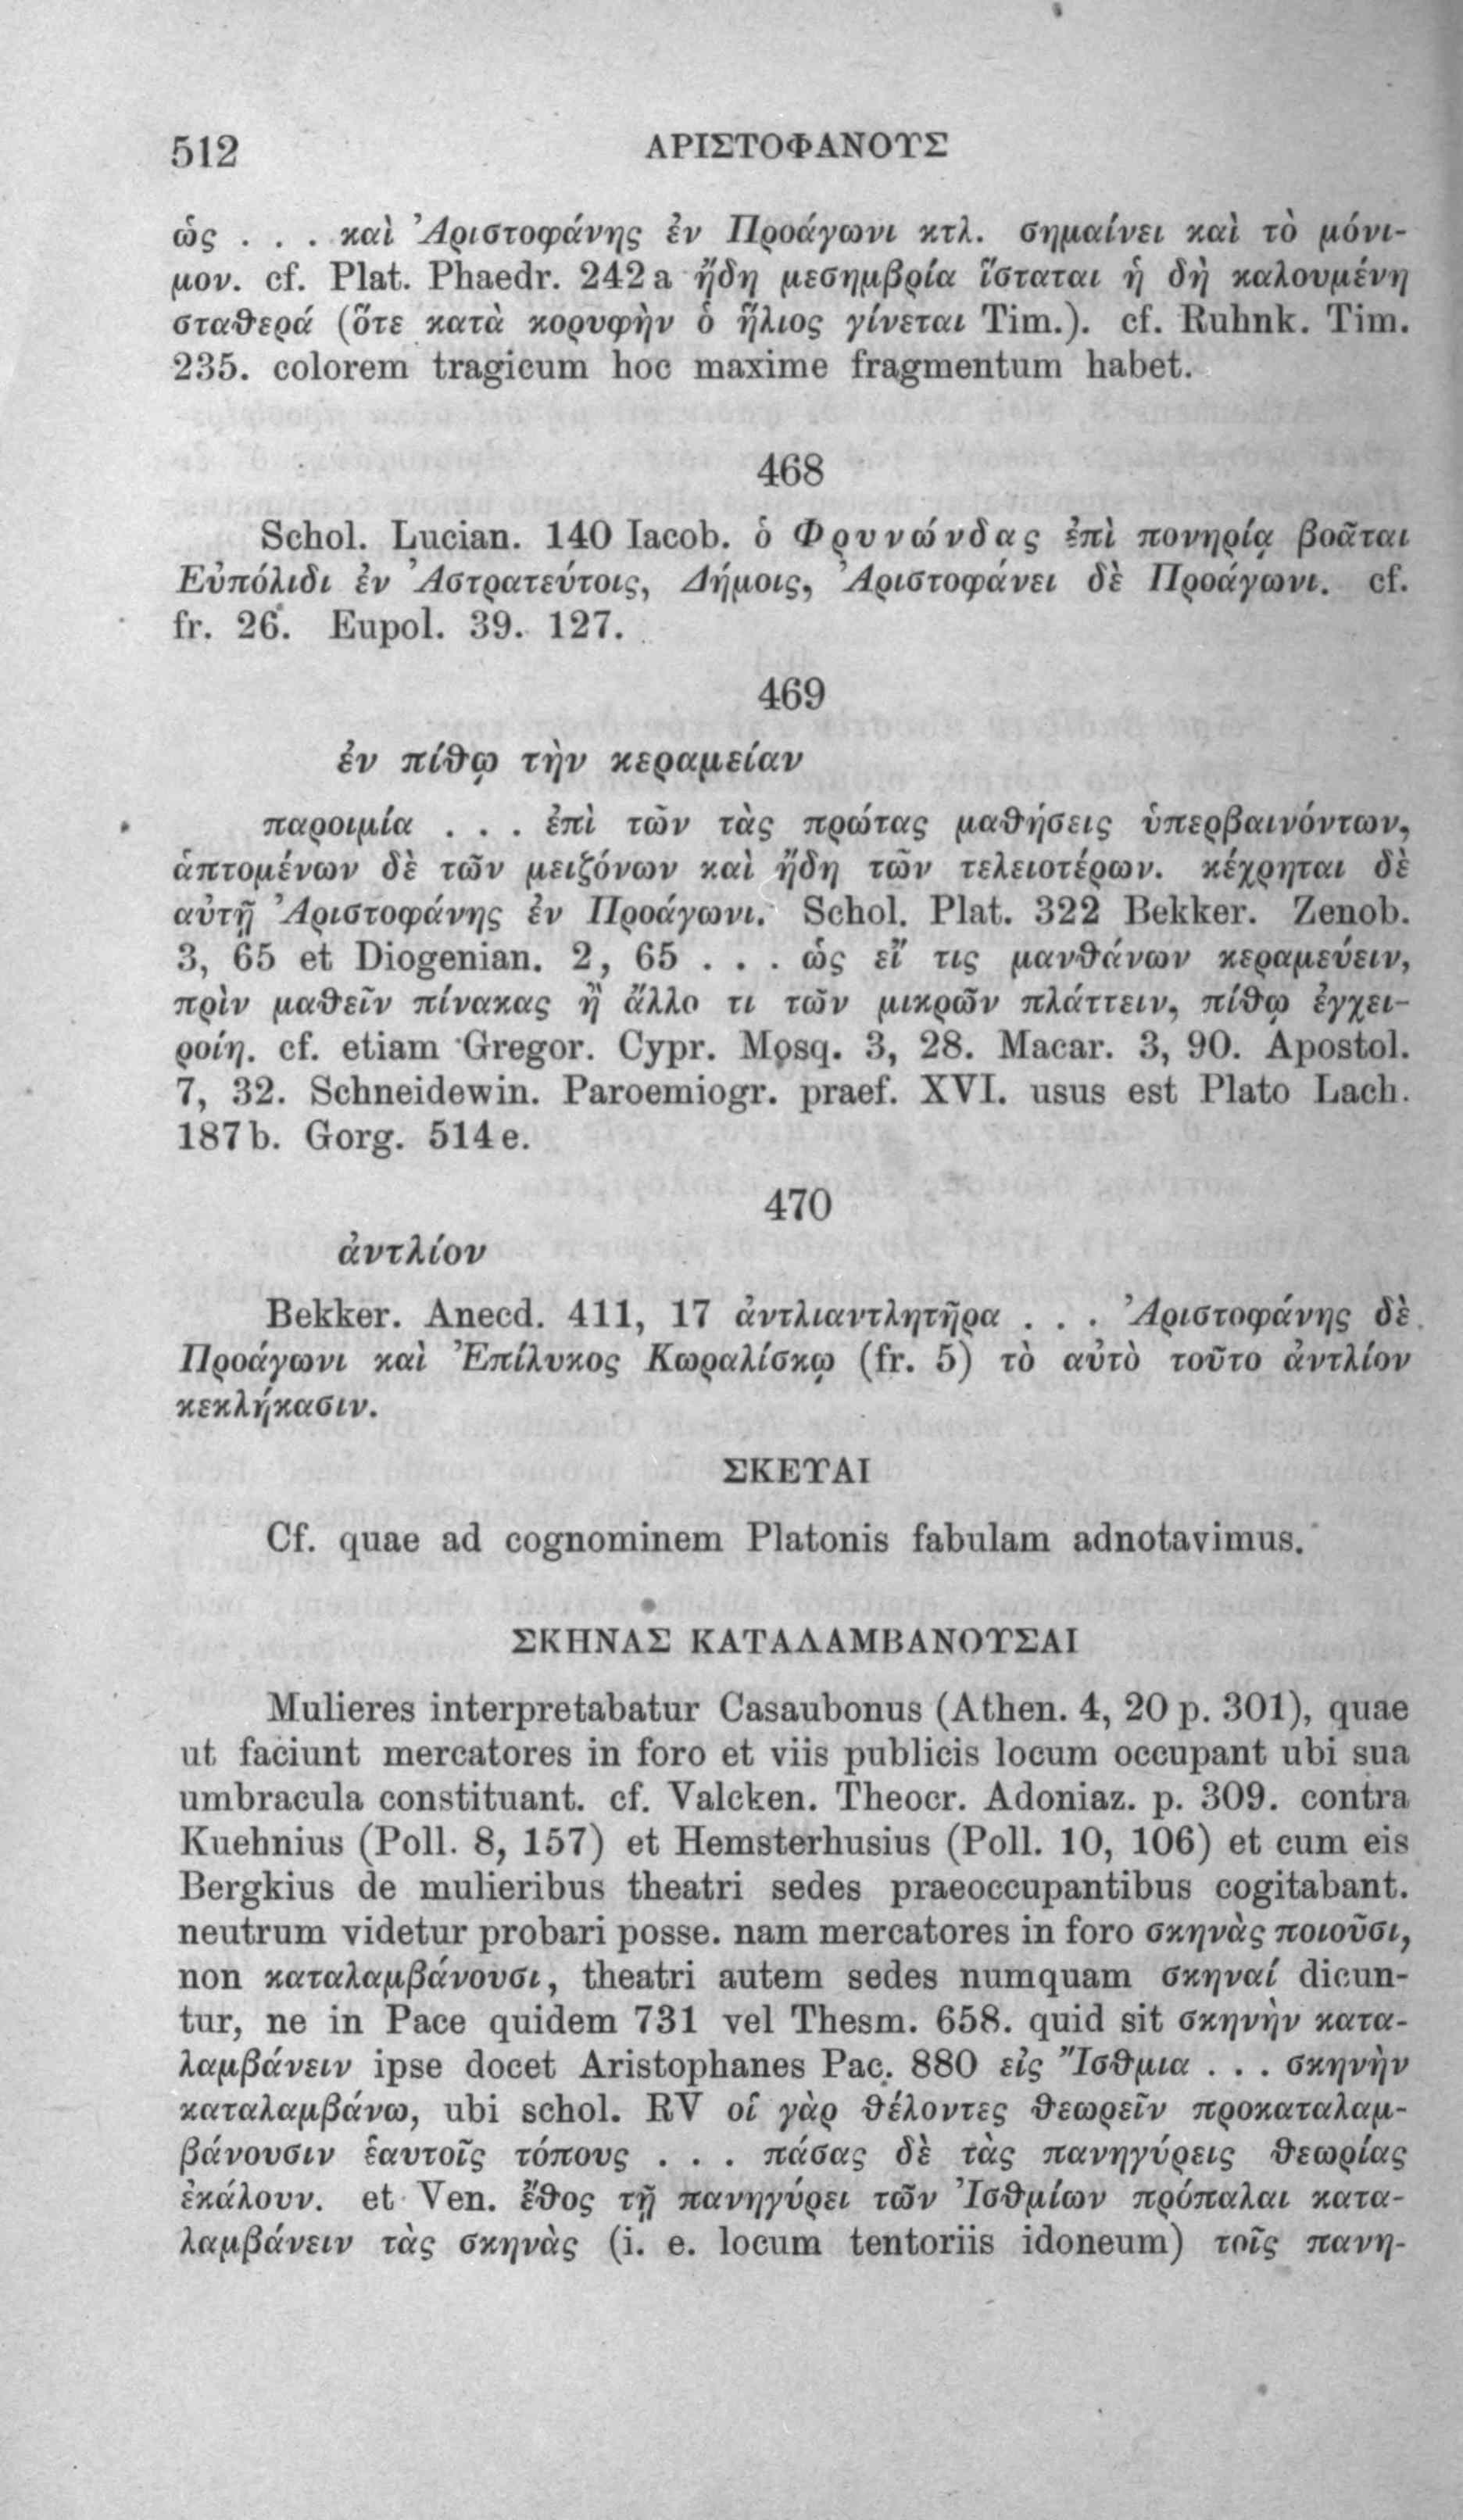 512 ΑΡΙΣΤΟΦΑΝΟΥΣ
ὡς . . . καὶ Ἀριστοφάνης ἐν Προάγωνι κτλ. σημαίνει καὶ τὸ μόνι-
μον. cf. Plat. Phaedr. 242 a ἤδη μεσημβρία ἵσταται ἡ δὴ καλουμένη
σταθερά (ὅτε κατὰ κορυφὴν ὁ ἥλιος γίνεται Tim.). cf. Ruhnk. Tim.
235. colorem tragicum hoc maxime fragmentum habet.
468
Schol. Lucian. 140 Iacob. ὁ Φρυνώνδας ἐπὶ πονηρίᾳ βοᾶται
Εὐπόλιδι ἐν Ἀστρατεύτοις, Δήμοις, Ἀριστοφάνει δὲ Προάγωνι. cf.
fr. 26. Eupol. 39. 127.
469
ἐν πίθῳ τὴν κεραμείαν
παροιμία . . . ἐπὶ τῶν τὰς πρώτας μαθήσεις ὑπερβαινόντων,
ἁπτομένων δὲ τῶν μειζόνων καὶ ἤδη τῶν τελειοτέρων. κέχρηται δὲ
αὐτῇ Ἀριστοφάνης ἐν Προάγωνι. Schol. Plat. 322 Bekker. Zenob.
3, 65 et Diogenian. 2, 65 . . . ὡς εἴ τις μανθάνων κεραμεύειν,
πρὶν μαθεῖν πίνακας ἢ ἄλλο τι τῶν μικρῶν πλάττειν, πίθῳ ἐγχει-
ροίη. cf. etiam Gregor. Cypr. Mosq. 3, 28. Macar. 3, 90. Apostol.
7, 32. Schneidewin. Paroemiogr. praef. XVI. usus est Plato Lach.
187 b. Gorg. 514 e.
470
ἀντλίον
Bekker. Anecd. 411, 17 ἀντλιαντλητῆρα . . . Ἀριστοφάνης δὲ
Προάγωνι καὶ Ἐπίλυκος Κωραλίσκῳ (fr. 5) τὸ αὐτὸ τοῦτο ἀντλίον
κεκλήκασιν.
ΣΚΕΥΑΙ
Cf. quae ad cognominem Platonis fabulam adnotavimus.
ΣΚΗΝΑΣ ΚΑΤΑΛΑΜΒΑΝΟΥΣΑΙ
Mulieres interpretabatur Casaubonus (Athen. 4, 20 p. 301), quae
ut faciunt mercatores in foro et viis publicis locum occupant ubi sua
umbracula constituant. cf. Valcken. Theocr. Adoniaz. p. 309. contra
Kuehnius (Poll. 8, 157) et Hemsterhusius (Poll. 10, 106) et cum eis
Bergkius de mulieribus theatri sedes praeoccupantibus cogitabant.
neutrum videtur probari posse. nam mercatores in foro σκηνὰς ποιοῦσι,
non καταλαμβάνουσι, theatri autem sedes numquam σκηναί dicun-
tur, ne in Pace quidem 731 vel Thesm. 658. quid sit σκηνὴν κατα-
λαμβάνειν ipse docet Aristophanes Pac. 880 εἰς Ἴσθμια . . . σκηνὴν
καταλαμβάνω, ubi schol. RV οἱ γὰρ θέλοντες θεωρεῖν προκαταλαμ-
βάνουσιν ἑαυτοῖς τόπους . . . πάσας δὲ τὰς πανηγύρεις θεωρίας
ἐκάλουν. et Ven. ἔθος τῇ πανηγύρει τῶν Ἰσθμίων πρόπαλαι κατα-
λαμβάνειν τὰς σκηνὰς (i. e. locum tentoriis idoneum) τοῖς πανη-